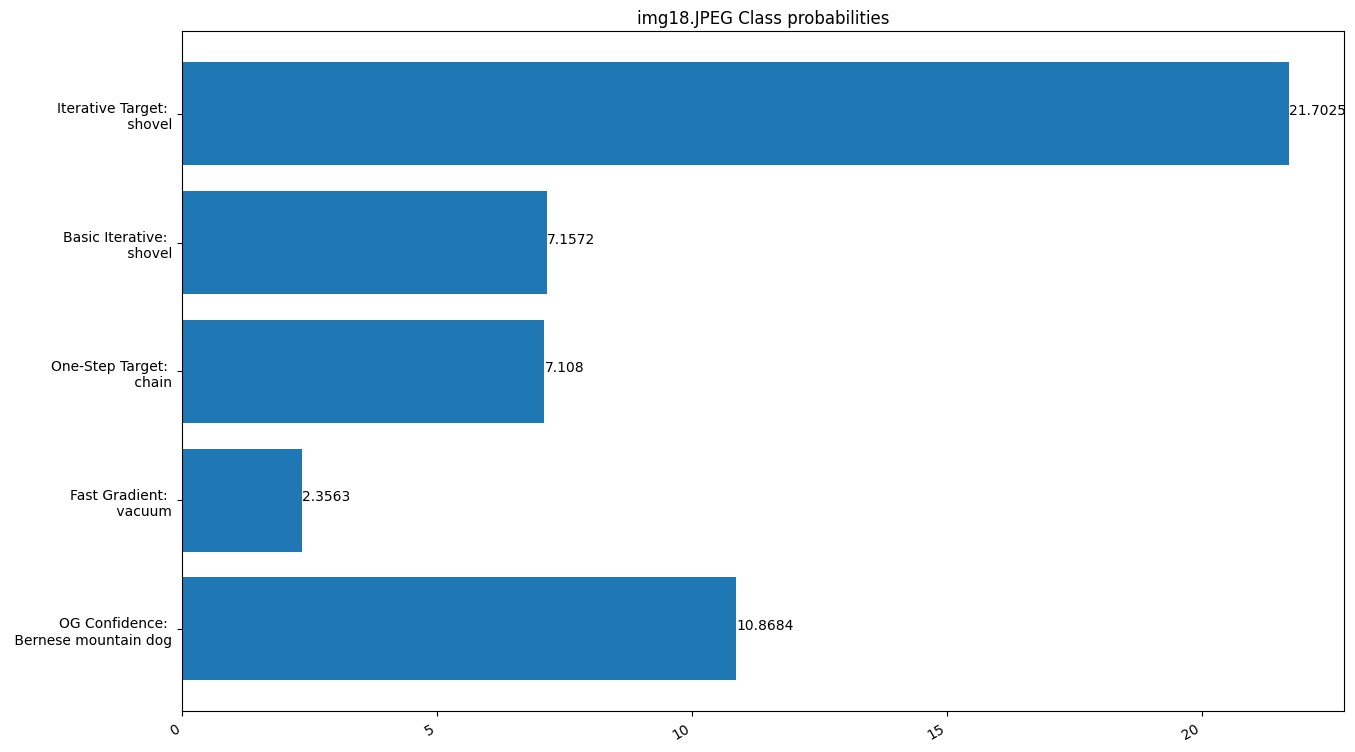 img18.JPEG Class probabilities
Iterative Target:
shovel
21.7025
Basic Iterative:
shovel
7.1572
One-Step Target:
chain
7.108
Fast Gradient:
vacuum
2.3563
OG Confidence:
Bernese mountain dog
10.8684
0
5
10
15
20